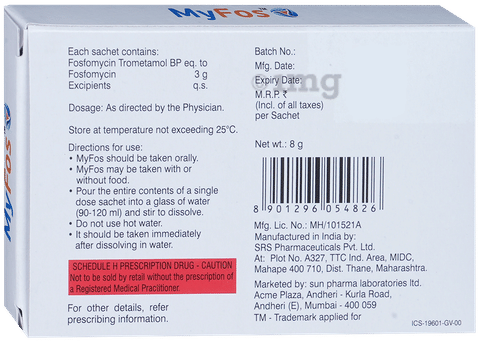 MyFos™
MyFos™
Each sachet contains:
Fosfomycin Trometamol BP eq. to
Fosfomycin 3 g
Excipients q.s.
Dosage: As directed by the Physician.
Store at temperature not exceeding 25°C.
Directions for use:
• MyFos should be taken orally.
• MyFos may be taken with or
without food.
• Pour the entire contents of a single
dose sachet into a glass of water
(90-120 ml) and stir to dissolve.
• Do not use hot water.
• It should be taken immediately
after dissolving in water.
SCHEDULE H PRESCRIPTION DRUG - CAUTION
Not to be sold by retail without the prescription of
a Registered Medical Practitioner.
For other details, refer
prescribing information.
Batch No.:
Mfg. Date:
Expiry Date:
M.R.P. ₹
(Incl. of all taxes)
per Sachet
1mg
Net wt.: 8 g
8 901296 054826
Mfg. Lic. No.: MH/101521A
Manufactured in India by:
SRS Pharmaceuticals Pvt. Ltd.
At: Plot No. A327, TTC Ind. Area, MIDC,
Mahape 400 710, Dist. Thane, Maharashtra.
Marketed by: sun pharma laboratories ltd.
Acme Plaza, Andheri - Kurla Road,
Andheri (E), Mumbai - 400 059
TM - Trademark applied for
ICS-19601-GV-00